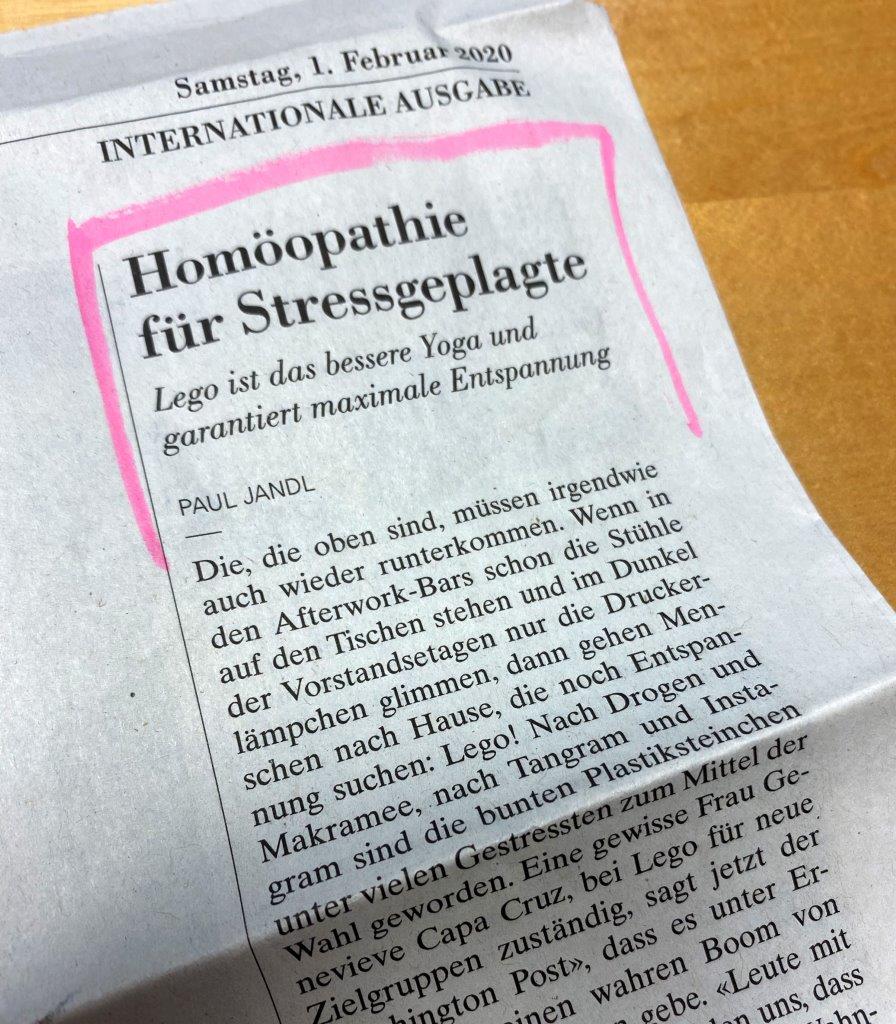 Samstag, 1. Februar 2020
INTERNATIONALE AUSGABE
Homöopathie
für Stressgeplagte
Lego ist das bessere Yoga und
garantiert maximale Entspannung
PAUL JANDL
Die, die oben sind, müssen irgendwie
auch wieder runterkommen. Wenn in
den Afterwork-Bars schon die Stühle
auf den Tischen stehen und im Dunkel
der Vorstandsetagen nur die Drucker-
lämpchen glimmen, dann gehen Men-
schen nach Hause, die noch Entspan-
nung suchen: Lego! Nach Drogen und
Makramee, nach Tangram und Insta-
gram sind die bunten Plastiksteinchen
unter vielen Gestressten zum Mittel der
Wahl geworden. Eine gewisse Frau Ge-
nevieve Capa Cruz, bei Lego für neue
Zielgruppen zuständig, sagt jetzt der
hington Post», dass es unter Er-
einen wahren Boom von
gebe. «Leute mit
uns, dass